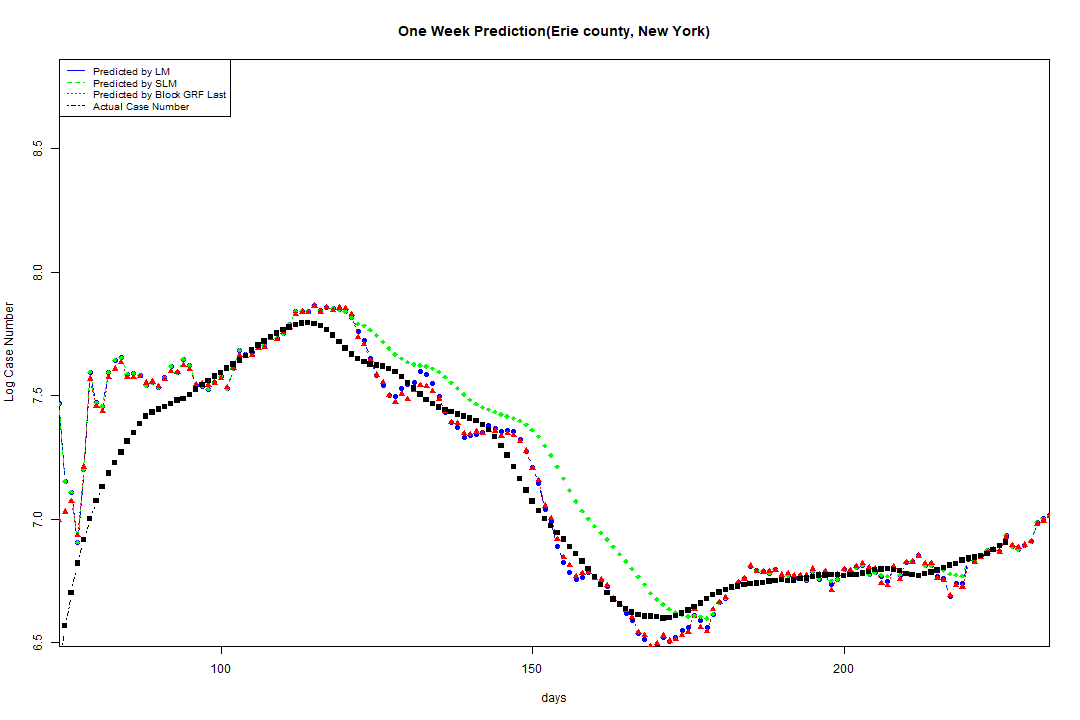 One Week Prediction(Erie county, New York)
Predicted by LM
Predicted by SLM
Predicted by Block GRF Last
Actual Case Number
Log Case Number
8.5
8.0
7.5
7.0
6.5
100 150 200
days